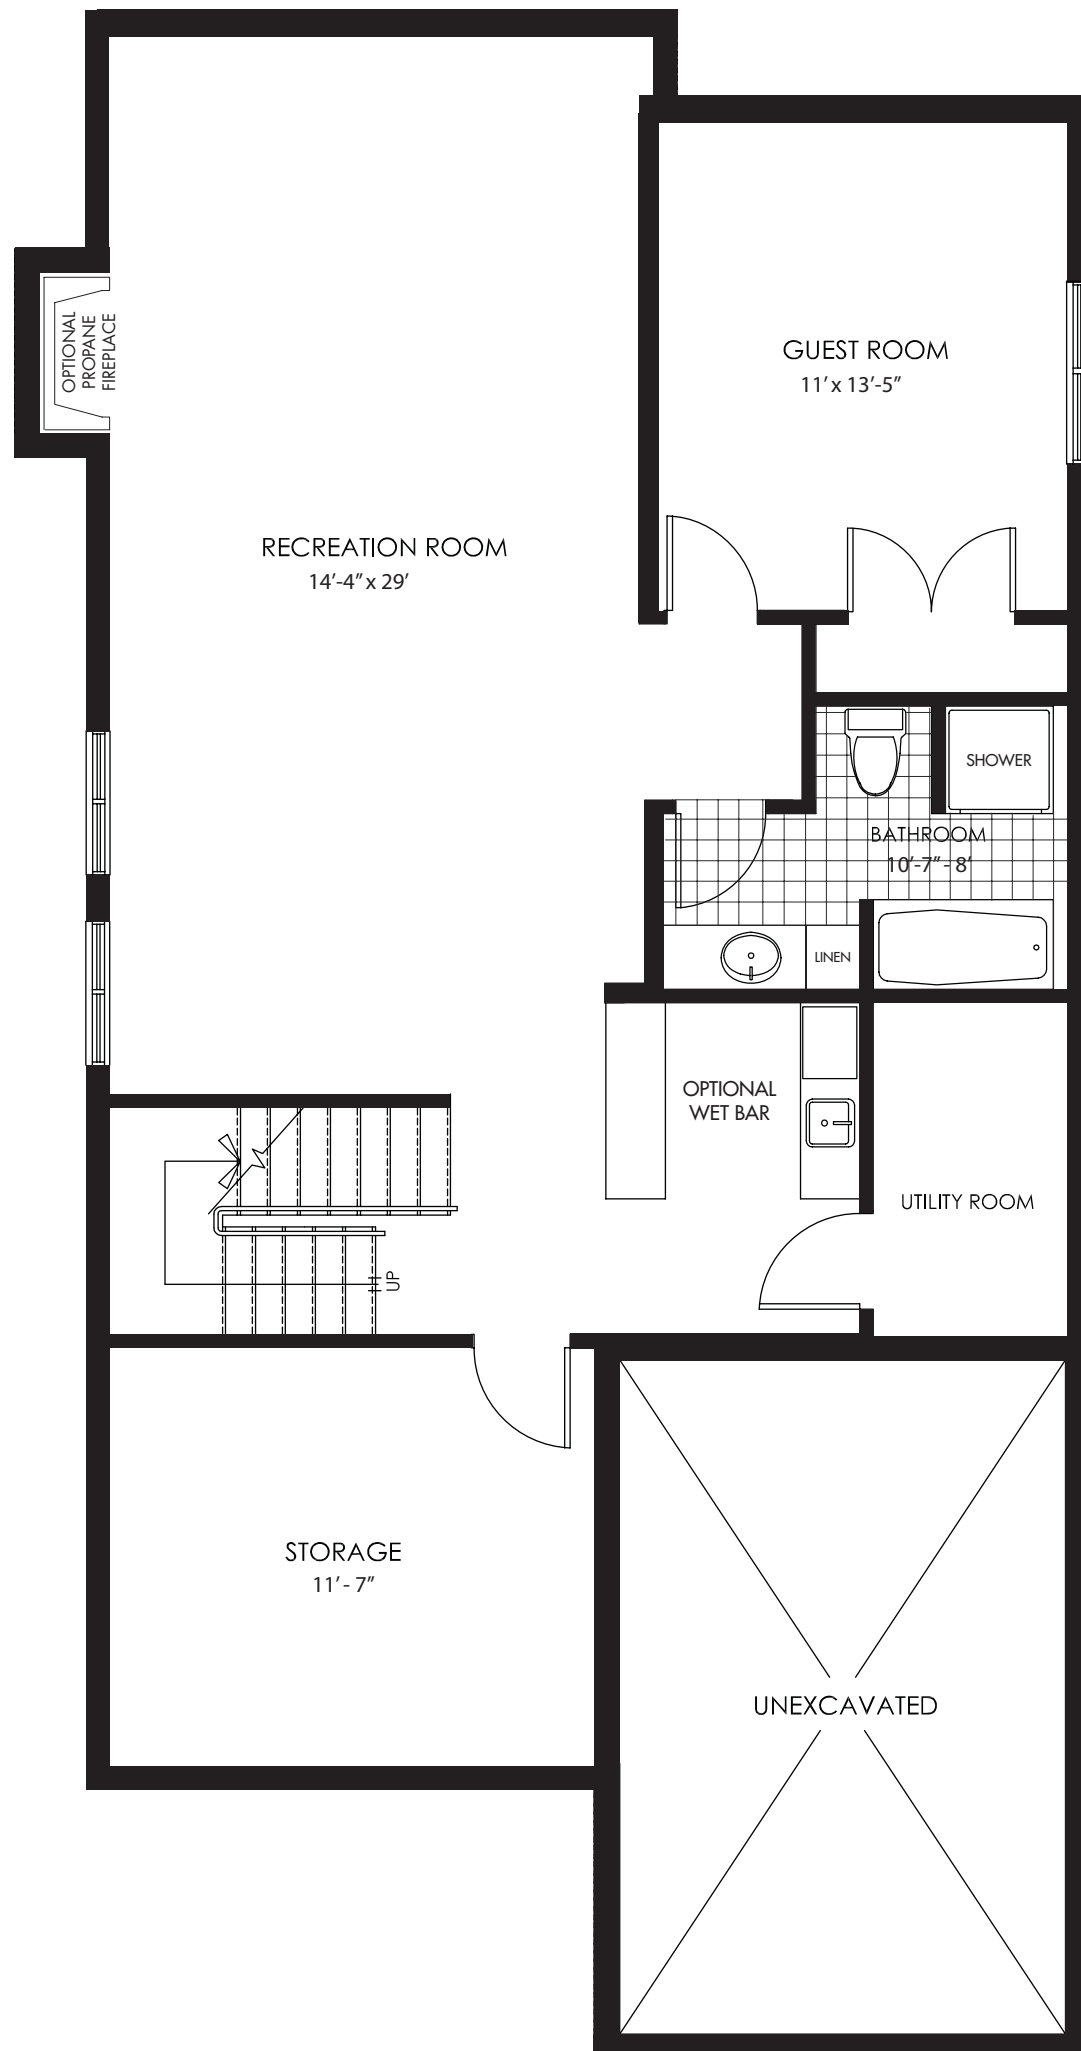 OPTIONAL
PROPANE
FIREPLACE
GUEST ROOM
11' x 13'-5"
RECREATION ROOM
14'-4" x 29'
SHOWER
BATHROOM
10'-7" - 8'
LINEN
OPTIONAL
WET BAR
UTILITY ROOM
UP
STORAGE
11' - 7"
UNEXCAVATED